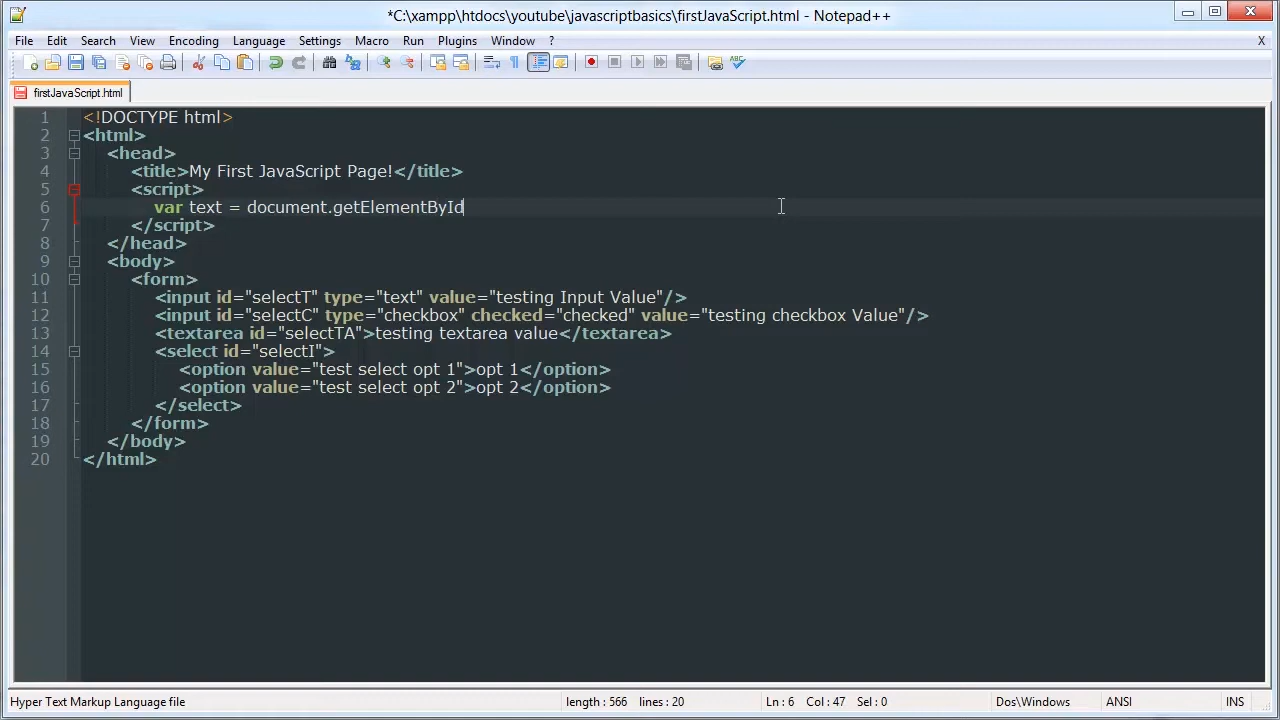 *C:\xampp\htdocs\youtube\javascriptbasics\firstJavaScript.html - Notepad++
File Edit Search View Encoding Language Settings Macro Run Plugins Window ? X
firstJavaScript.html
1 <!DOCTYPE html>
2 <html>
3 <head>
4 <title>My First JavaScript Page!</title>
5 <script>
6 var text = document.getElementById
7 </script>
8 </head>
9 <body>
10 <form>
11 <input id="selectT" type="text" value="testing Input Value"/>
12 <input id="selectC" type="checkbox" checked="checked" value="testing checkbox Value"/>
13 <textarea id="selectTA">testing textarea value</textarea>
14 <select id="selectI">
15 <option value="test select opt 1">opt 1</option>
16 <option value="test select opt 2">opt 2</option>
17 </select>
18 </form>
19 </body>
20 </html>
Hyper Text Markup Language file length : 566 lines : 20 Ln : 6 Col : 47 Sel : 0 Dos\Windows ANSI INS